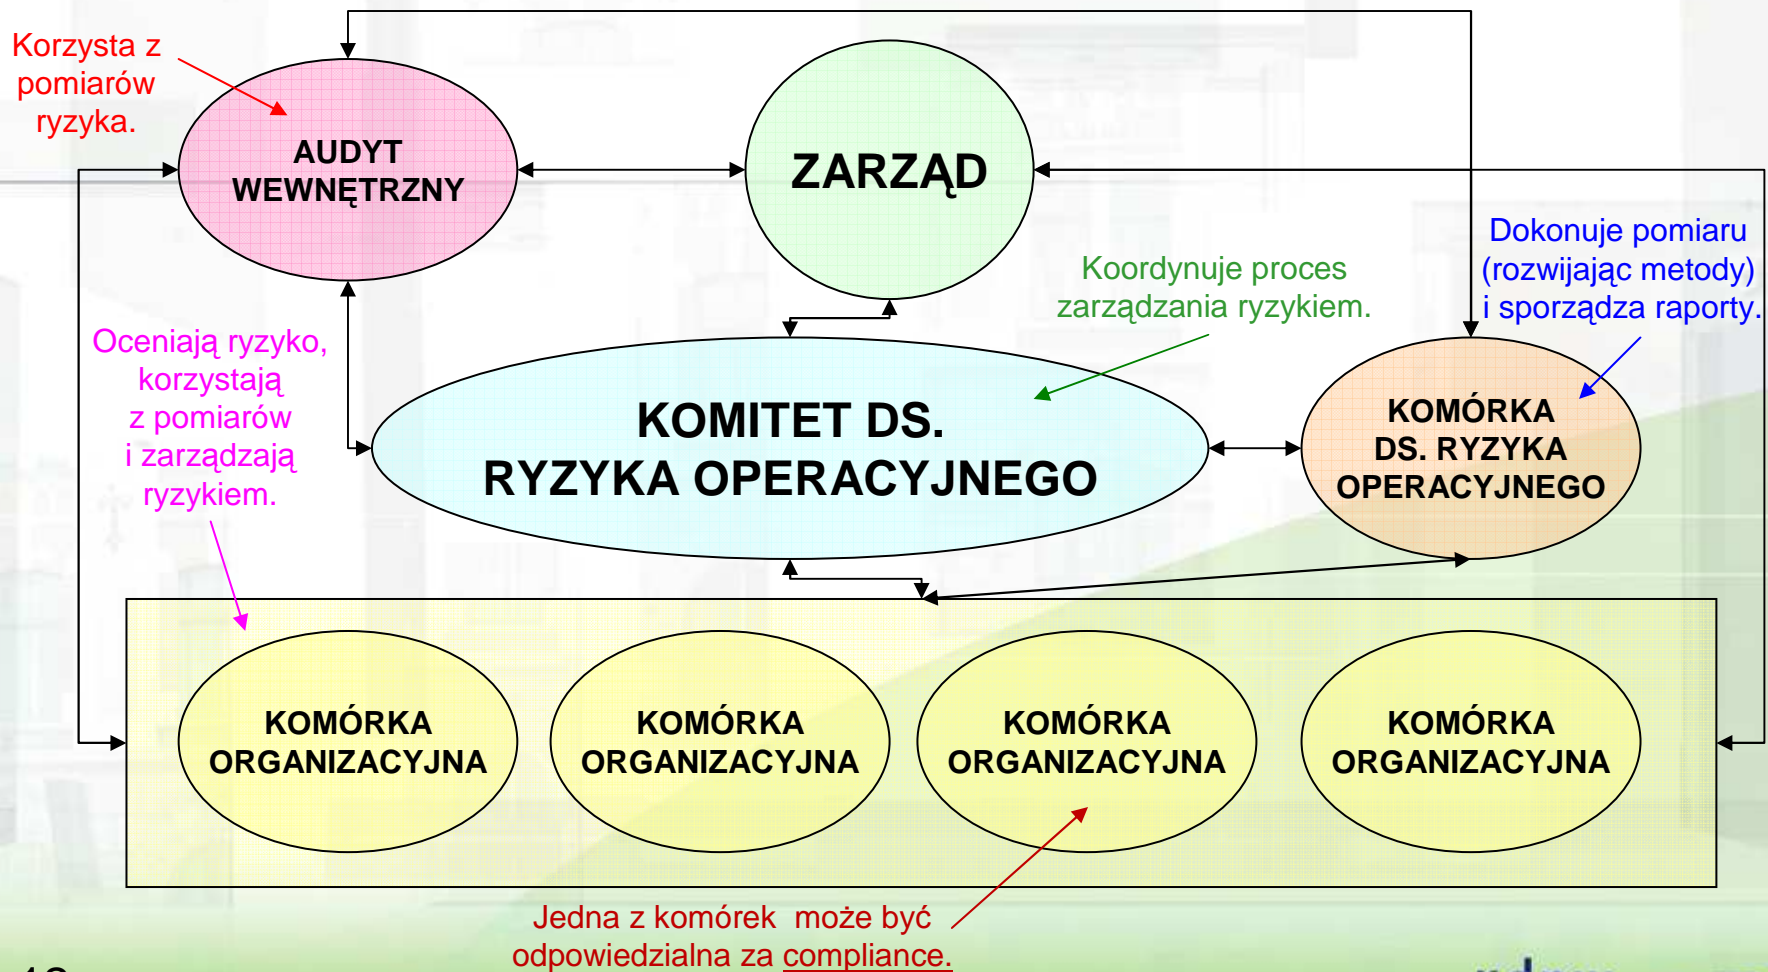 Korzysta z
pomiarów
ryzyka.
AUDYT
WEWNĘTRZNY
ZARZĄD
Dokonuje pomiaru
(rozwijając metody)
i sporządza raporty.
Koordynuje proces
zarządzania ryzykiem.
Oceniają ryzyko,
korzystają
z pomiarów
i zarządzają
ryzykiem.
KOMITET DS.
RYZYKA OPERACYJNEGO
KOMÓRKA
DS. RYZYKA
OPERACYJNEGO
KOMÓRKA
ORGANIZACYJNA
KOMÓRKA
ORGANIZACYJNA
KOMÓRKA
ORGANIZACYJNA
KOMÓRKA
ORGANIZACYJNA
Jedna z komórek może być
odpowiedzialna za compliance.